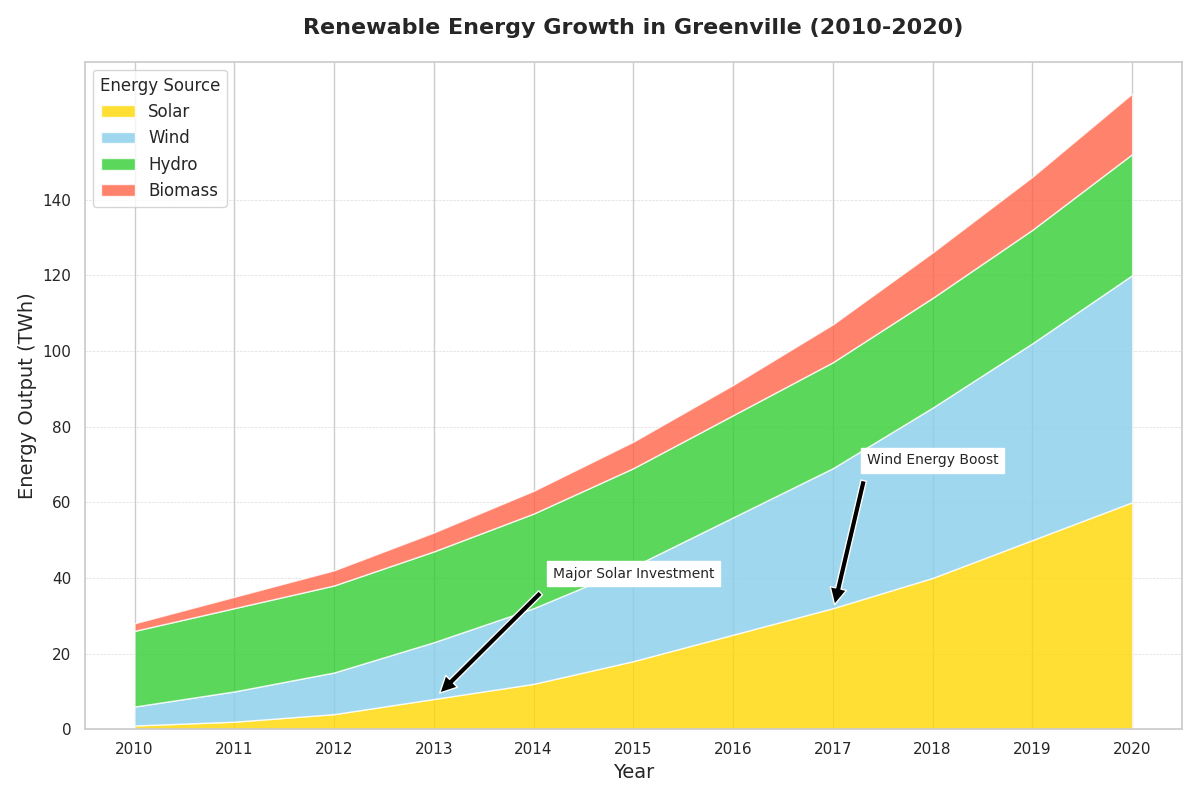 Renewable Energy Growth in Greenville (2010-2020)
Energy Source
Solar
Wind
Hydro
Biomass
Energy Output (TWh)
140
120
100
80
60
40
20
0
Wind Energy Boost
Major Solar Investment
2010 2011 2012 2013 2014 2015 2016 2017 2018 2019 2020
Year